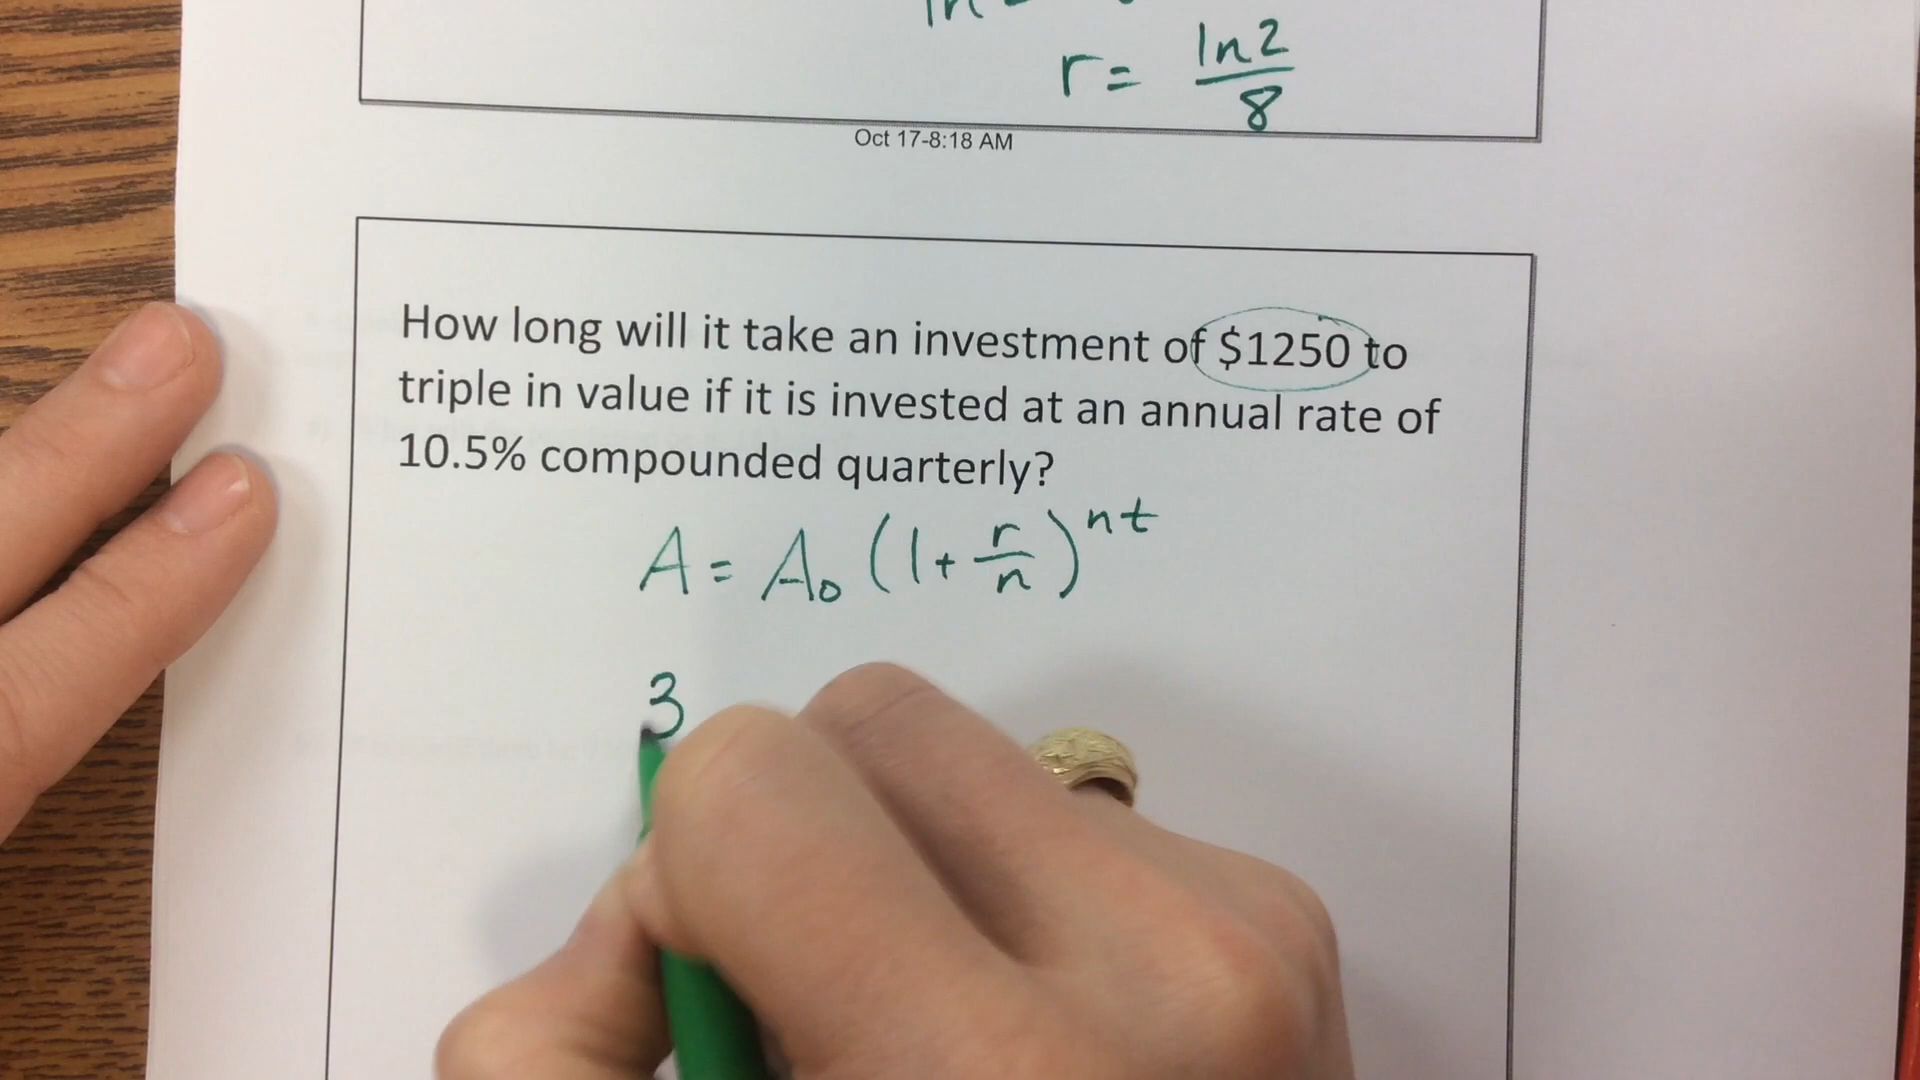 r = ln2/8
Oct 17-8:18 AM
How long will it take an investment of $1250 to
triple in value if it is invested at an annual rate of
10.5% compounded quarterly?
A = A₀ (1 + r/n)^nt
3